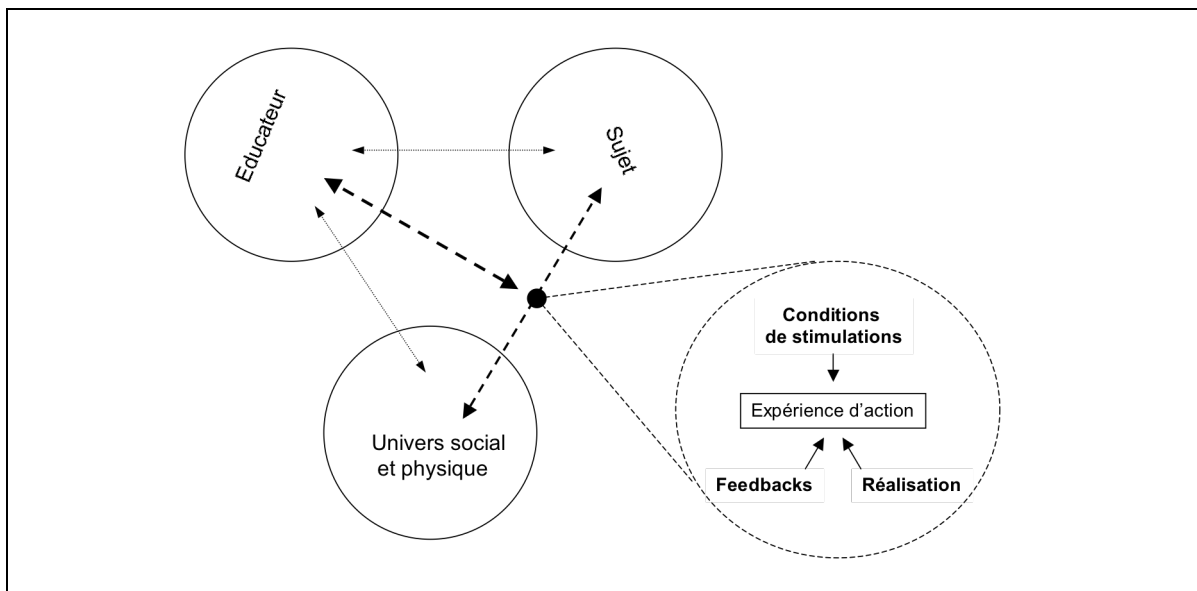 Educateur
Sujet
Univers social
et physique
Conditions
de stimulations
Expérience d’action
Feedbacks
Réalisation